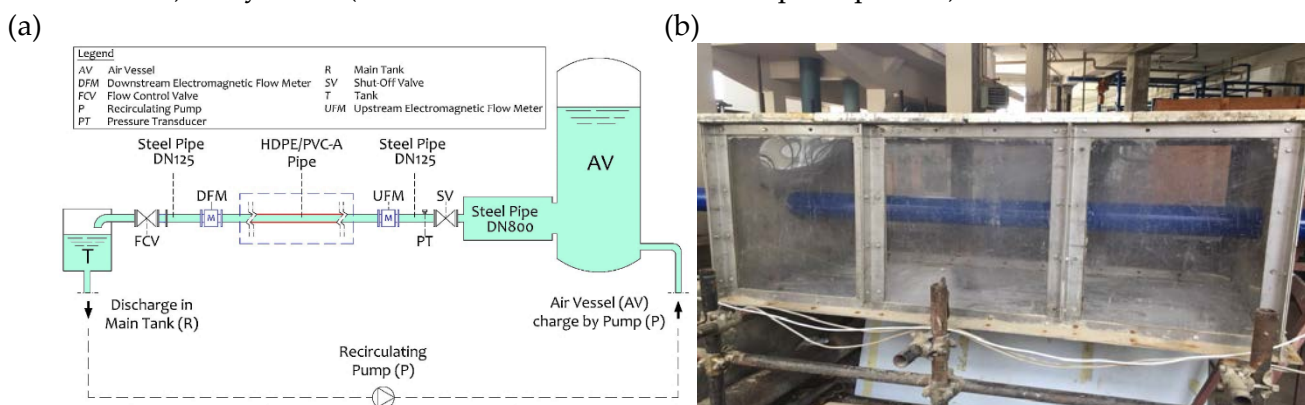 (a)
(b)
Legend
AV Air Vessel
DFM Downstream Electromagnetic Flow Meter
FCV Flow Control Valve
P Recirculating Pump
PT Pressure Transducer
R Main Tank
SV Shut-Off Valve
T Tank
UFM Upstream Electromagnetic Flow Meter
Steel Pipe
DN125
HDPE/PVC-A
Pipe
Steel Pipe
DN125
DFM
UFM
SV
AV
M
M
Steel Pipe
DN800
T
FCV
PT
Discharge in
Main Tank (R)
Air Vessel (AV)
charge by Pump (P)
Recirculating
Pump (P)